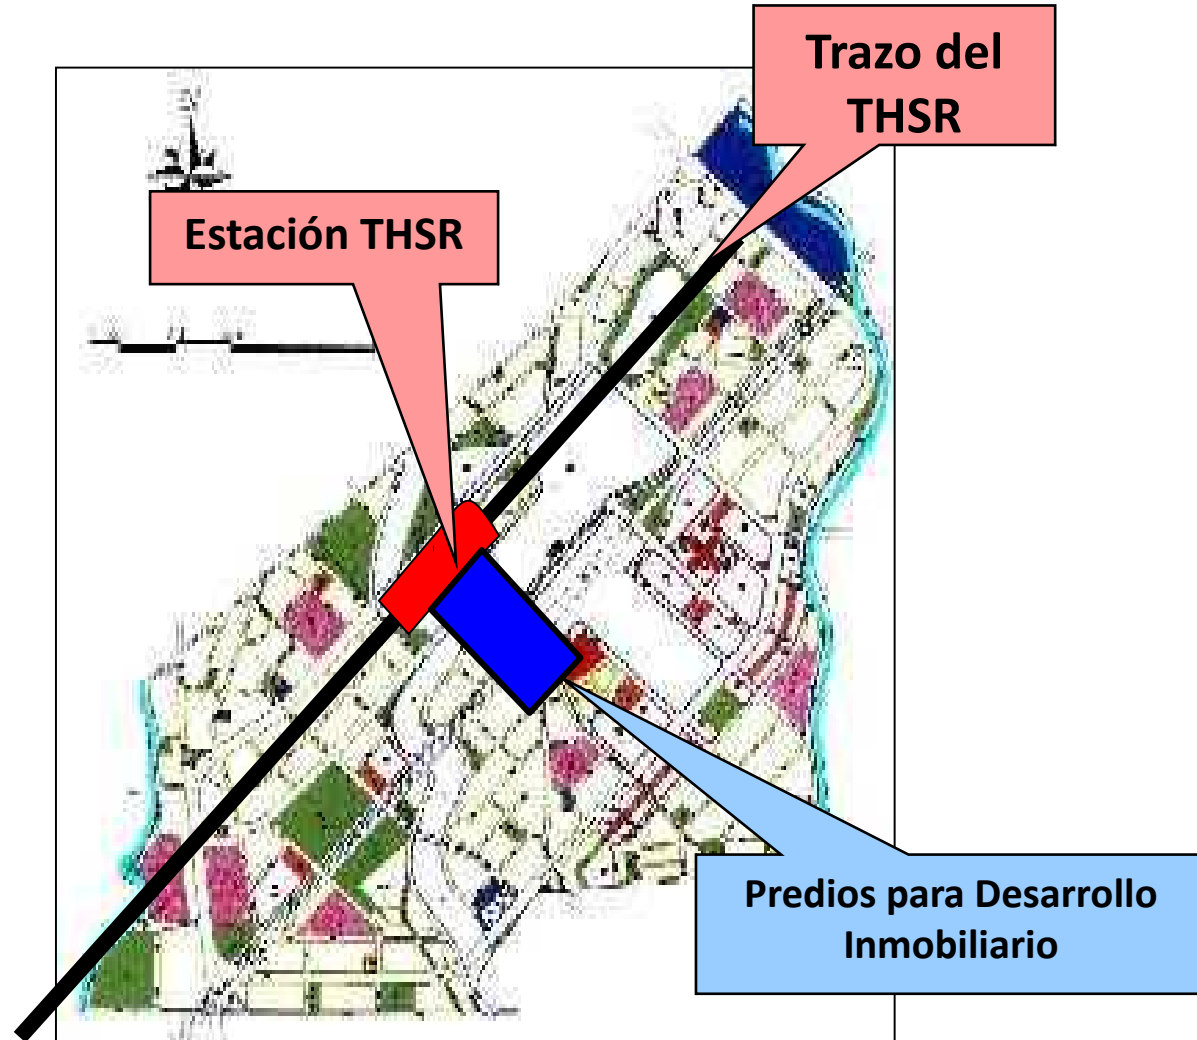 Trazo del
THSR
Estación THSR
Predios para Desarrollo
Inmobiliario